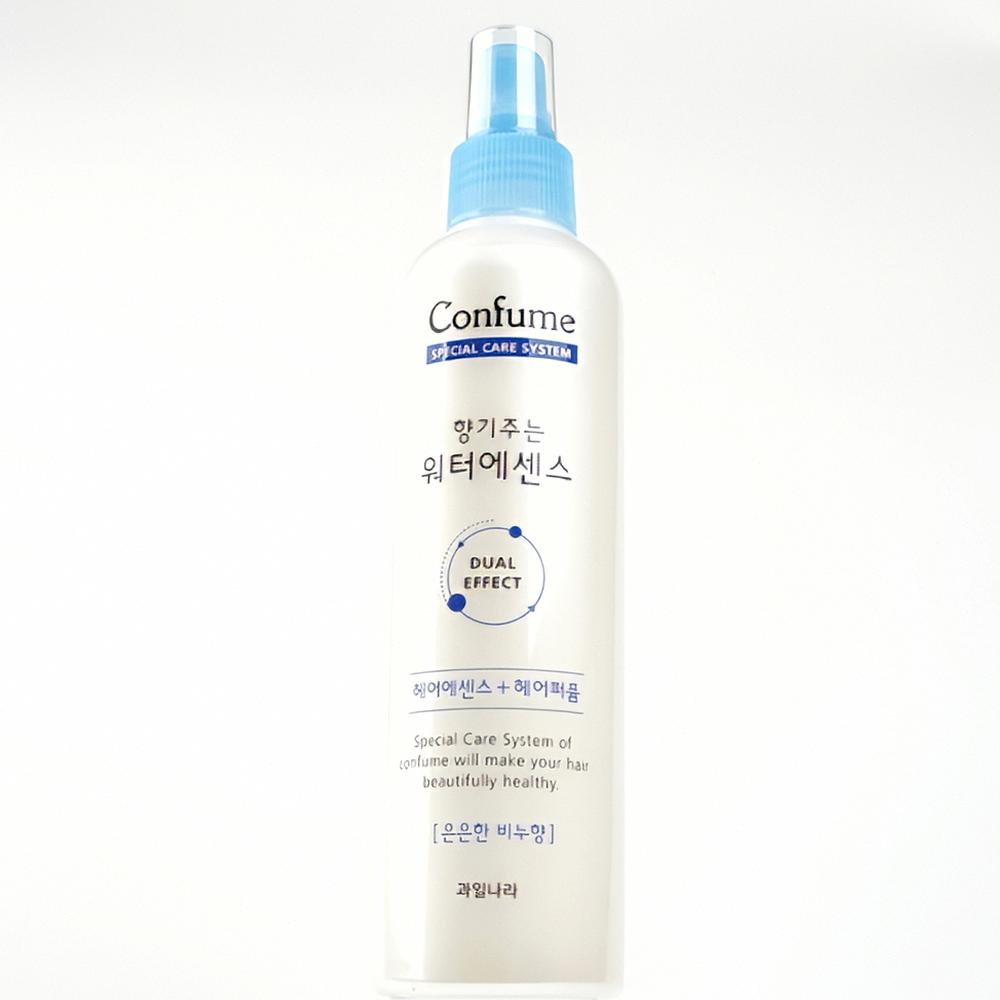 Confume
SPECIAL CARE SYSTEM
향기주는
워터에센스
DUAL
EFFECT
헤어에센스 + 헤어퍼퓸
Special Care System of
confume will make your hair
beautifully healthy.
[은은한 비누향]
과일나라